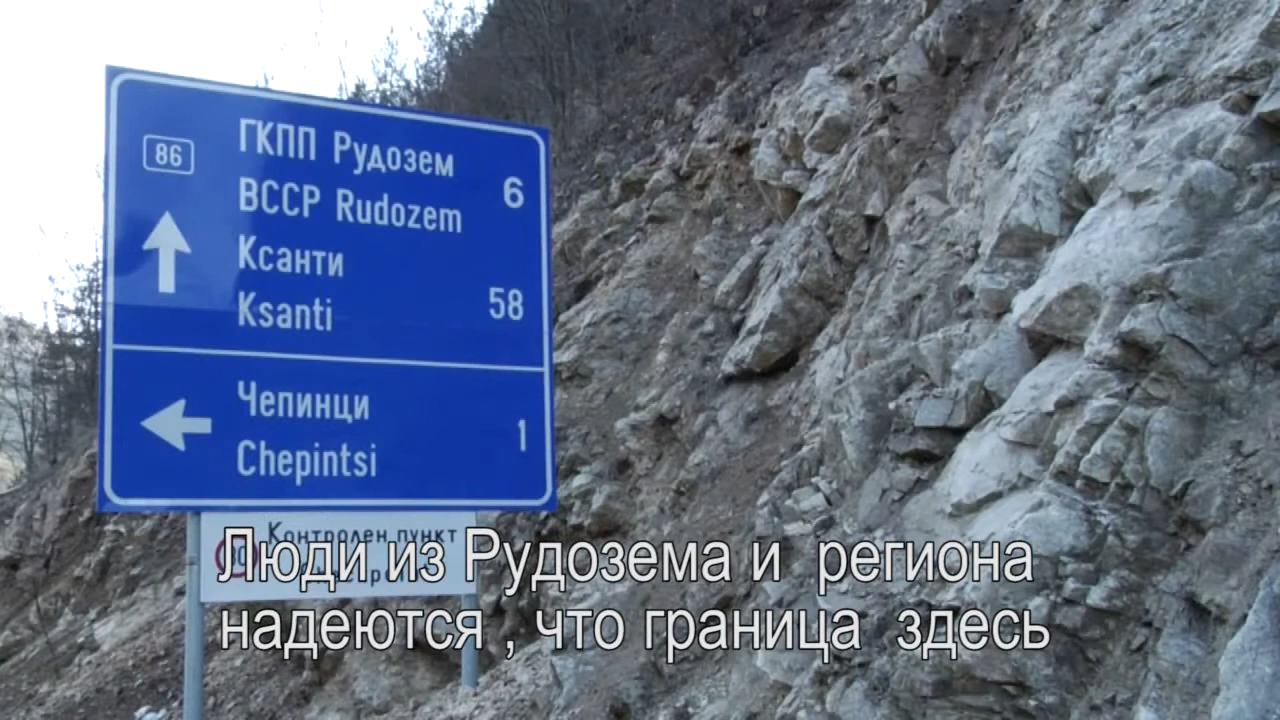 86
ГКПП Рудозем
BCCP Rudozem
6
Ксанти
Ksanti
58
Чепинци
Chepintsi
1
Контролен пункт
Люди из Рудозема и региона
надеются , что граница здесь